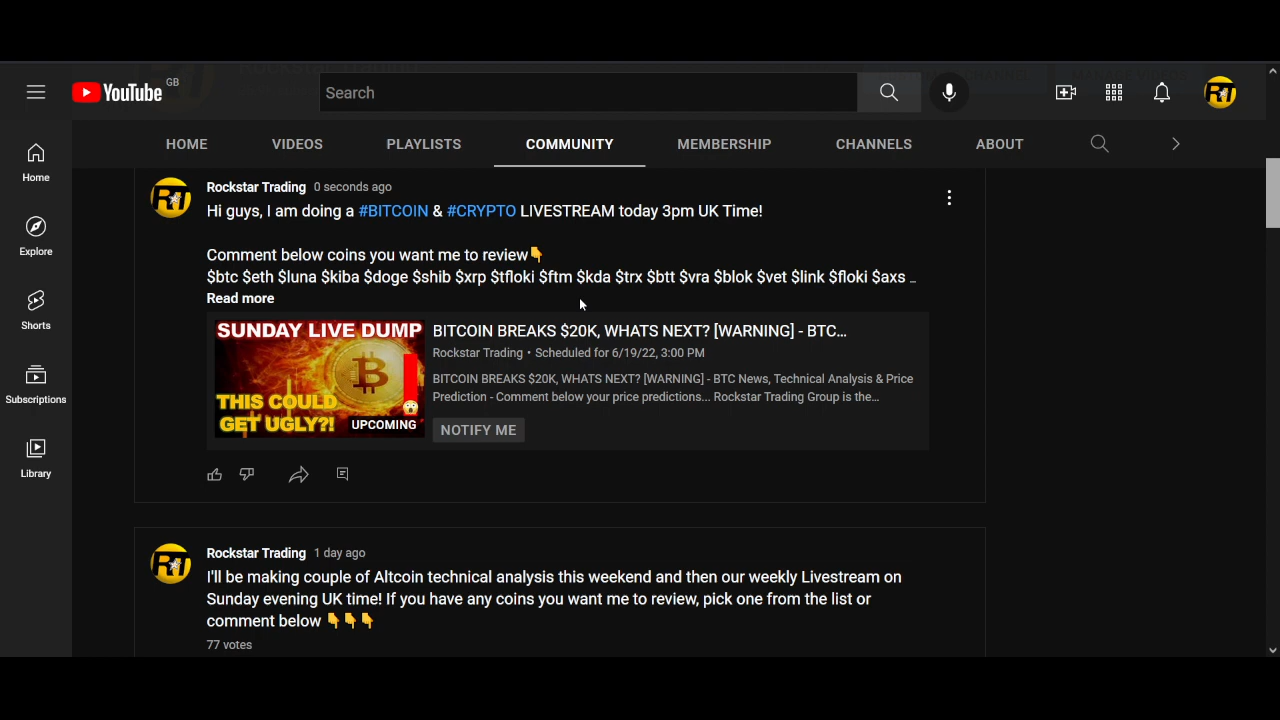 YouTube GB
Search
HOME VIDEOS PLAYLISTS COMMUNITY MEMBERSHIP CHANNELS ABOUT
Home
Explore
Shorts
Subscriptions
Library
RT
Rockstar Trading 0 seconds ago
Hi guys, I am doing a #BITCOIN & #CRYPTO LIVESTREAM today 3pm UK Time!
Comment below coins you want me to review👇
$btc $eth $luna $kiba $doge $shib $xrp $tfloki $ftm $kda $trx $btt $vra $blok $vet $link $floki $axs ...
Read more
SUNDAY LIVE DUMP
THIS COULD
GET UGLY?!
UPCOMING
BITCOIN BREAKS $20K, WHATS NEXT? [WARNING] - BTC...
Rockstar Trading • Scheduled for 6/19/22, 3:00 PM
BITCOIN BREAKS $20K, WHATS NEXT? [WARNING] - BTC News, Technical Analysis & Price
Prediction - Comment below your price predictions... Rockstar Trading Group is the...
NOTIFY ME
RT
Rockstar Trading 1 day ago
I'll be making couple of Altcoin technical analysis this weekend and then our weekly Livestream on
Sunday evening UK time! If you have any coins you want me to review, pick one from the list or
comment below 👇👇👇
77 votes